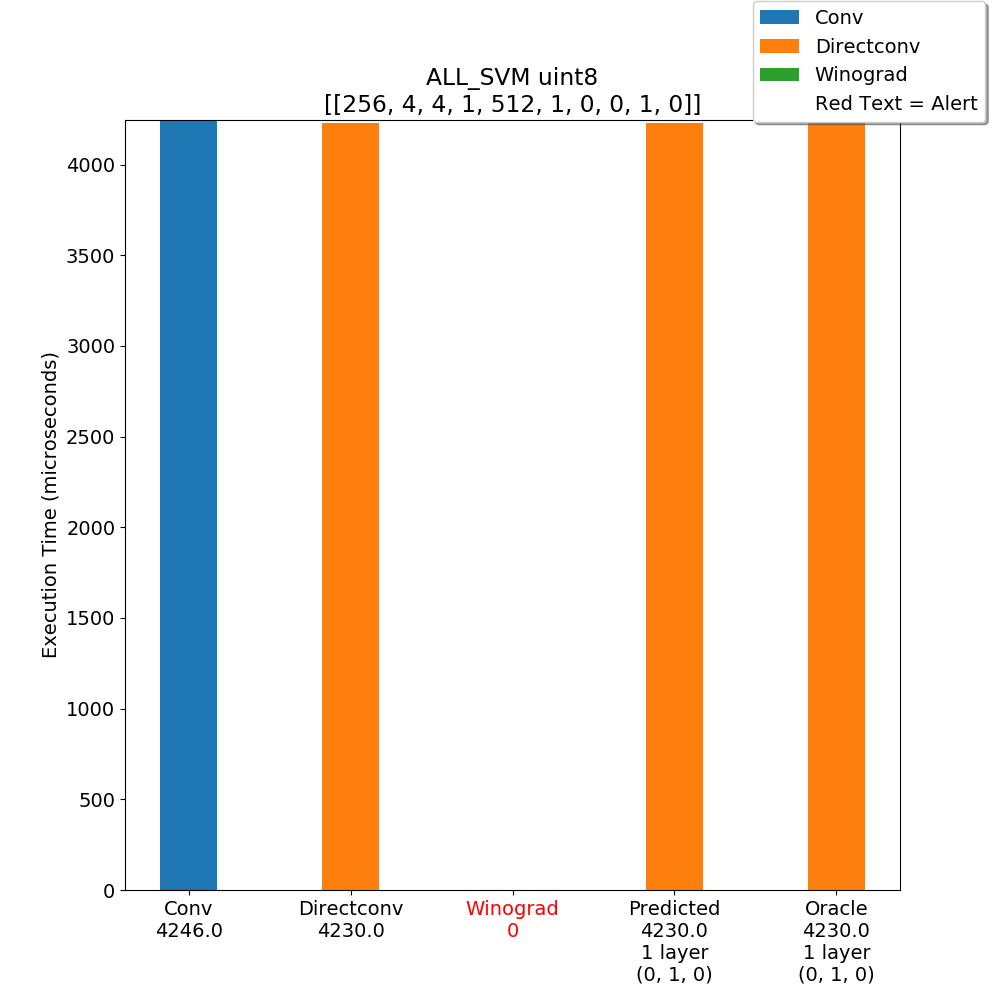 Conv
Directconv
Winograd
Red Text = Alert
ALL_SVM uint8
[[256, 4, 4, 1, 512, 1, 0, 0, 1, 0]]
Execution Time (microseconds)
4000
3500
3000
2500
2000
1500
1000
500
0
Conv
4246.0
Directconv
4230.0
Winograd
0
Predicted
4230.0
1 layer
(0, 1, 0)
Oracle
4230.0
1 layer
(0, 1, 0)